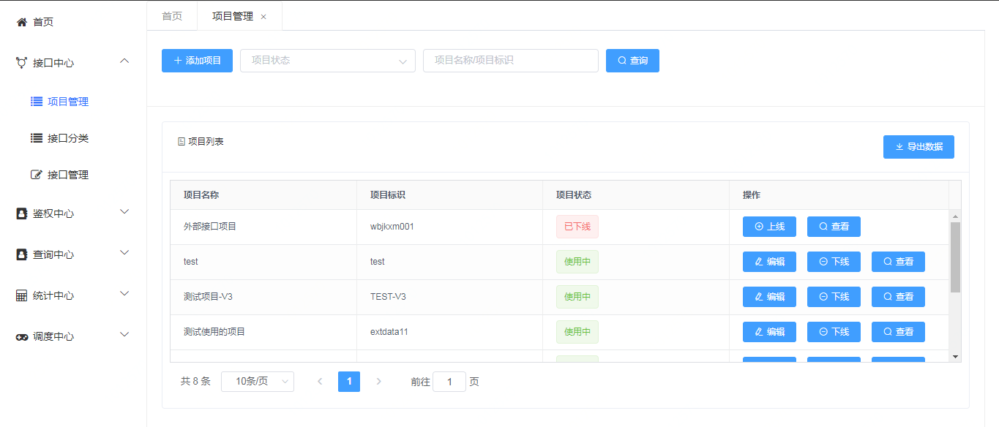 首页
接口中心
项目管理
接口分类
接口管理
鉴权中心
查询中心
统计中心
调度中心
首页 项目管理 ×
添加项目 项目状态 项目名称/项目标识 查询
项目列表 导出数据
项目名称 项目标识 项目状态 操作
外部接口项目 wbjkxm001 已下线 上线 查看
test test 使用中 编辑 下线 查看
测试项目-V3 TEST-V3 使用中 编辑 下线 查看
测试使用的项目 extdata11 使用中 编辑 下线 查看
共 8 条 10条/页 1 前往 1 页